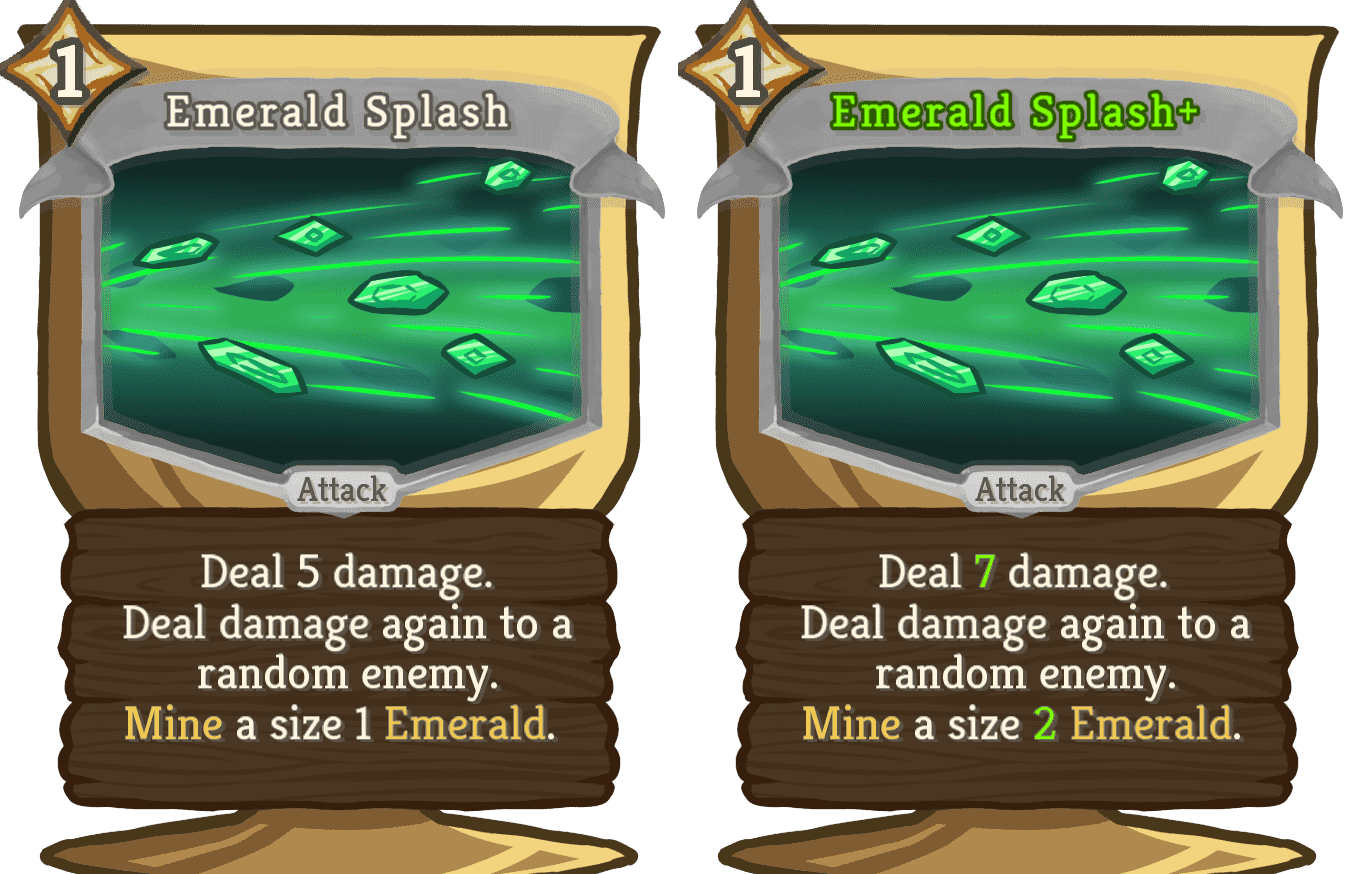 1
Emerald Splash
Attack
Deal 5 damage.
Deal damage again to a
random enemy.
Mine a size 1 Emerald.
1
Emerald Splash+
Attack
Deal 7 damage.
Deal damage again to a
random enemy.
Mine a size 2 Emerald.